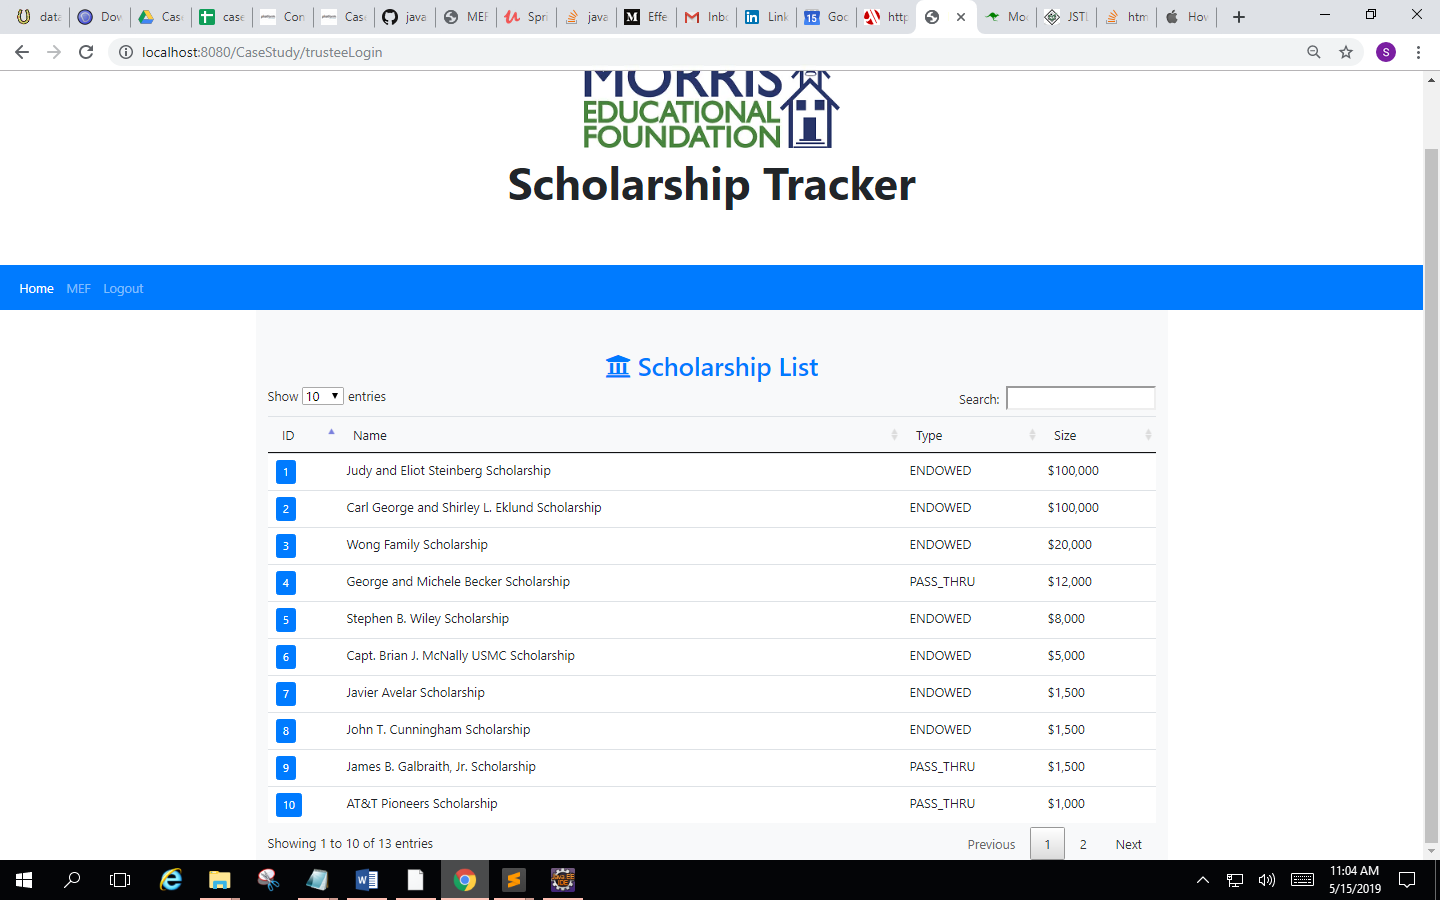 data
Dow
Case
case
Con
Case
java
MEF
Spri
java
Effe
Inbo
Link
Goo
http
Moc
JSTL
htm
How
localhost:8080/CaseStudy/trusteeLogin
S
MORRIS
EDUCATIONAL
FOUNDATION
Scholarship Tracker
Home MEF Logout
Scholarship List
Show 10 entries Search:
ID Name Type Size
1 Judy and Eliot Steinberg Scholarship ENDOWED $100,000
2 Carl George and Shirley L. Eklund Scholarship ENDOWED $100,000
3 Wong Family Scholarship ENDOWED $20,000
4 George and Michele Becker Scholarship PASS_THRU $12,000
5 Stephen B. Wiley Scholarship ENDOWED $8,000
6 Capt. Brian J. McNally USMC Scholarship ENDOWED $5,000
7 Javier Avelar Scholarship ENDOWED $1,500
8 John T. Cunningham Scholarship ENDOWED $1,500
9 James B. Galbraith, Jr. Scholarship PASS_THRU $1,500
10 AT&T Pioneers Scholarship PASS_THRU $1,000
Showing 1 to 10 of 13 entries Previous 1 2 Next
11:04 AM
5/15/2019